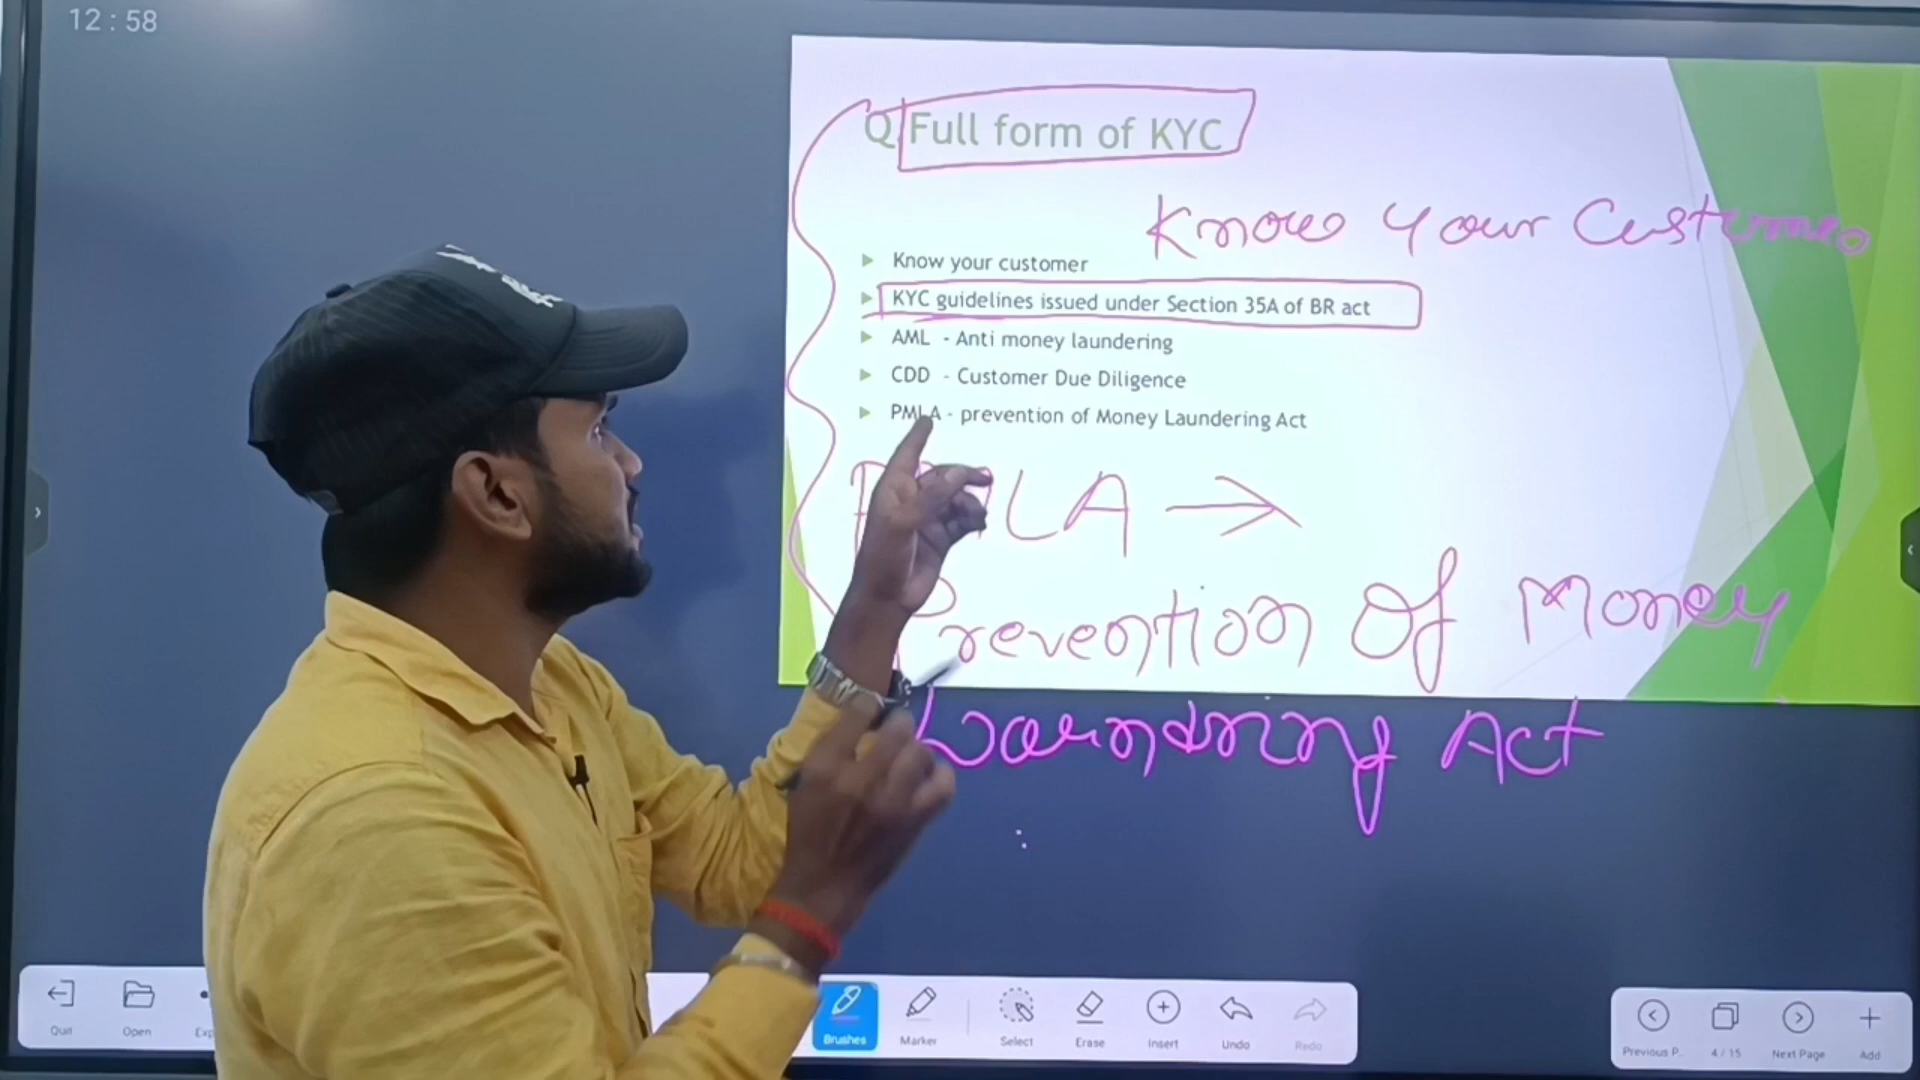 12:58
Q Full form of KYC
Know Your Customer
Know your customer
KYC guidelines issued under Section 35A of BR act
AML - Anti money laundering
CDD - Customer Due Diligence
PMLA - prevention of Money Laundering Act
PMLA →
Prevention Of Money
Act
Quit Open Brushes Marker Select Erase Insert Undo Redo Previous P... 4/15 Next Page Add